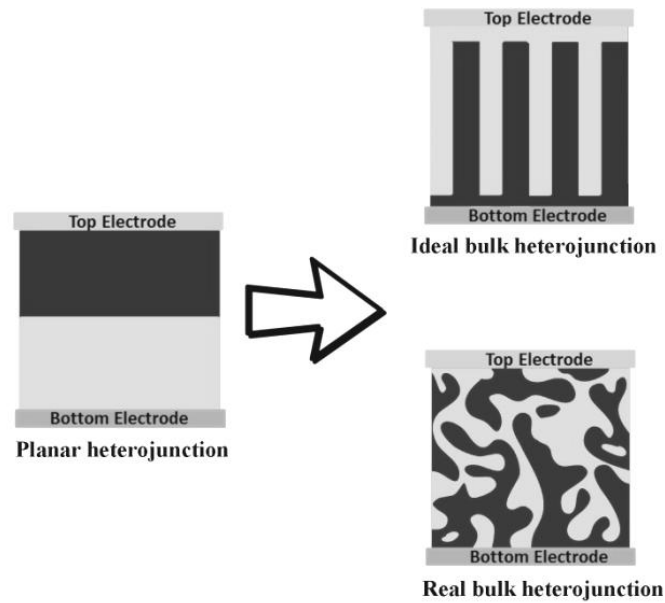 Top Electrode
Bottom Electrode
Planar heterojunction
Top Electrode
Bottom Electrode
Ideal bulk heterojunction
Top Electrode
Bottom Electrode
Real bulk heterojunction